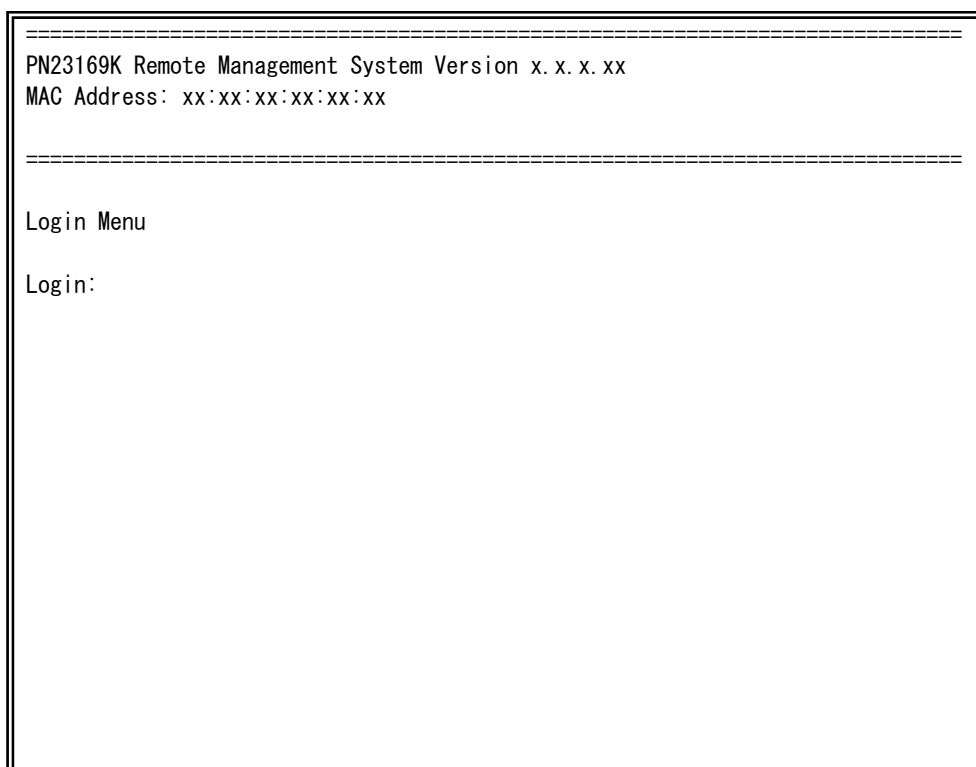 ==============================================================================
PN23169K Remote Management System Version x.x.x.xx
MAC Address: xx:xx:xx:xx:xx:xx
==============================================================================
Login Menu
Login: